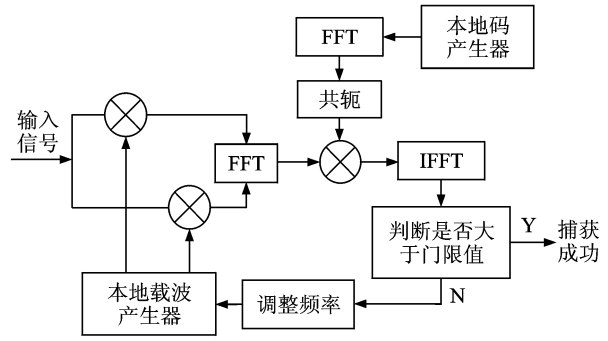 FFT
本地码
产生器
共轭
输入
信号
FFT
IFFT
判断是否大
于门限值
Y
捕获
成功
N
本地载波
产生器
调整频率